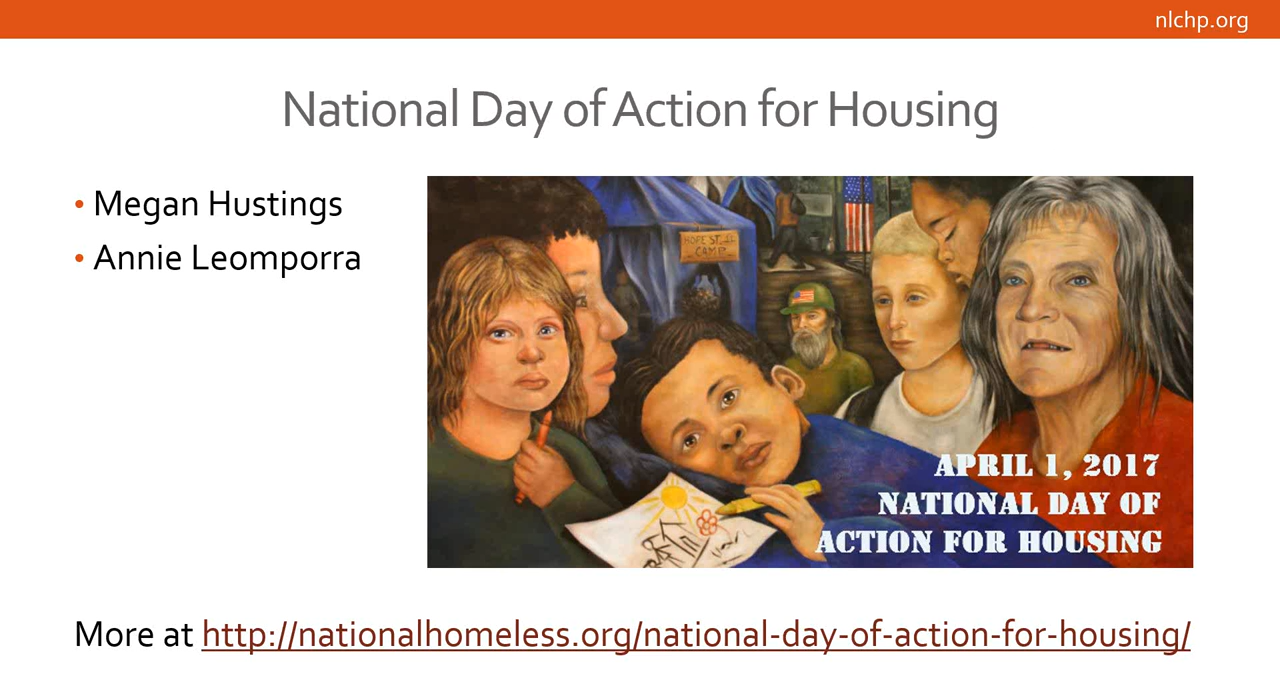 nlchp.org
National Day of Action for Housing
• Megan Hustings
• Annie Leomporra
HOPE ST.
CAMP
APRIL 1, 2017
NATIONAL DAY OF
ACTION FOR HOUSING
More at http://nationalhomeless.org/national-day-of-action-for-housing/